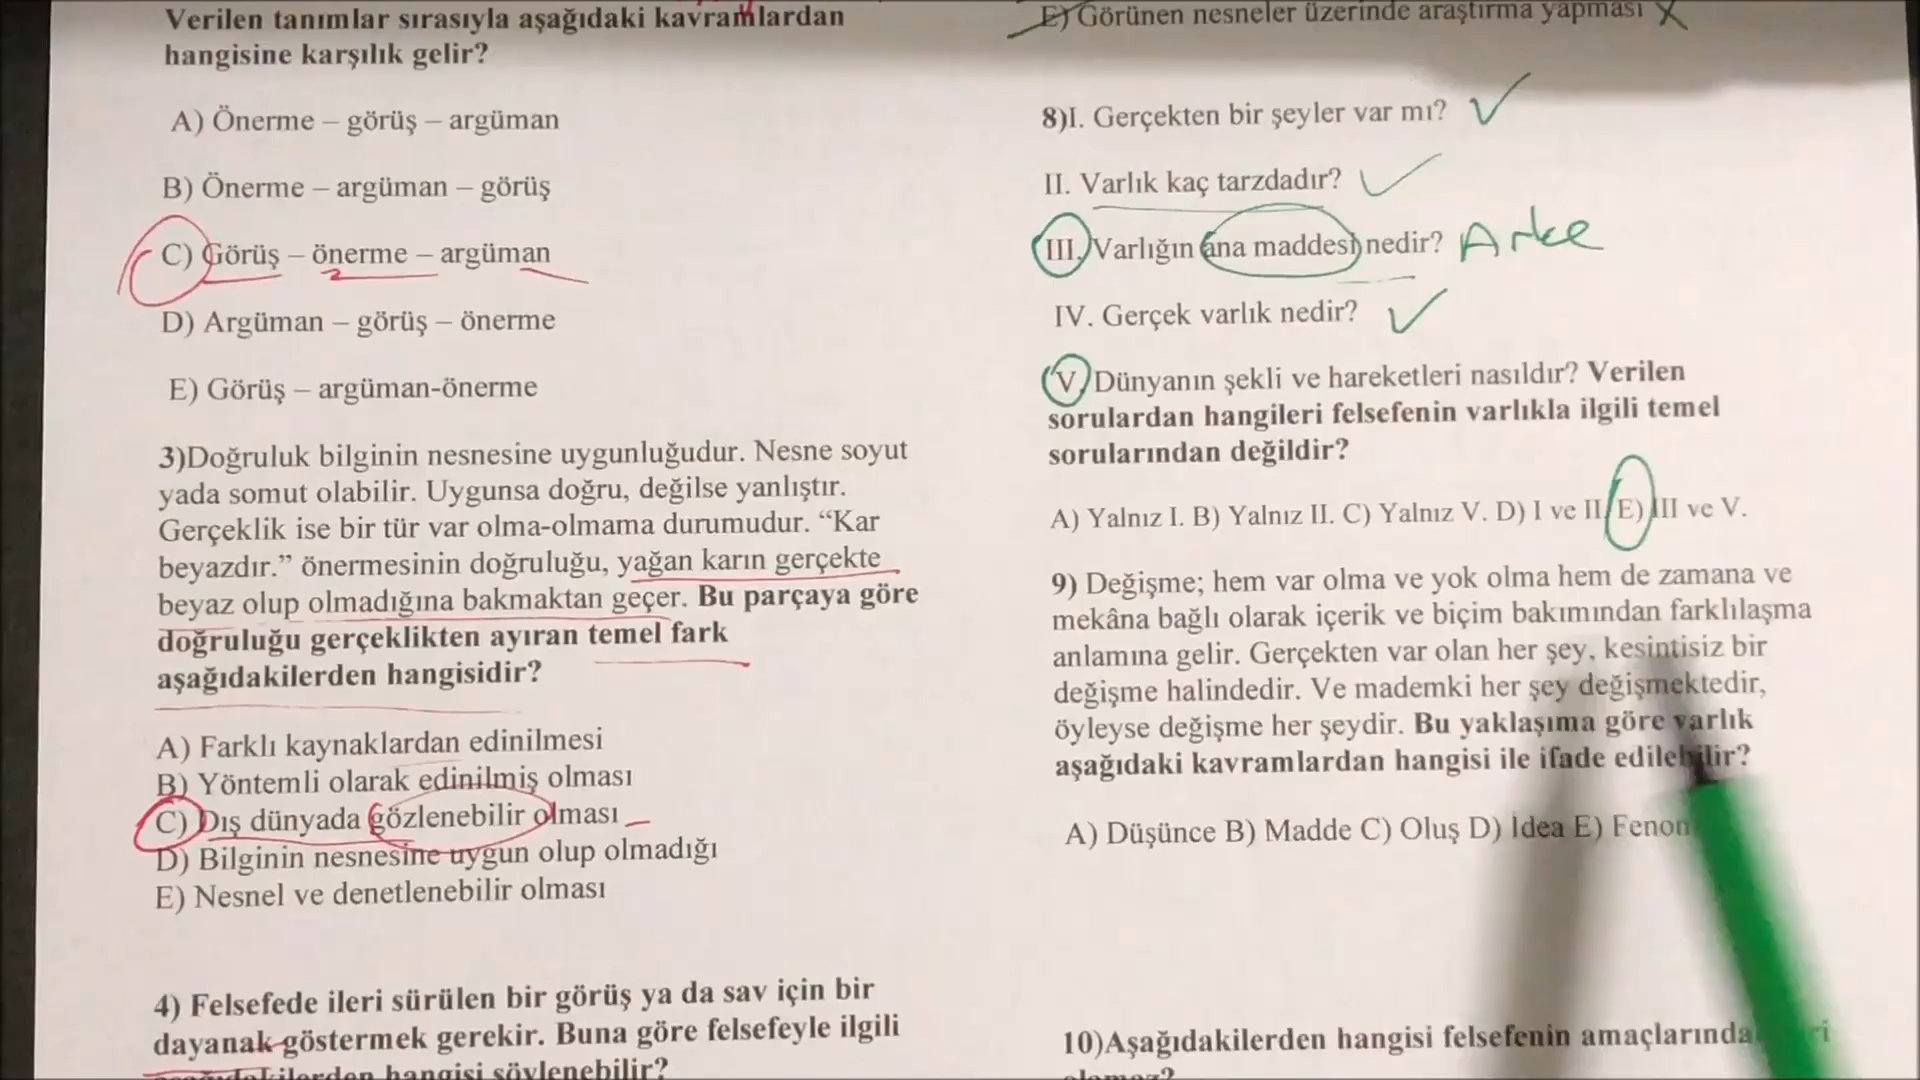 Verilen tanımlar sırasıyla aşağıdaki kavramlardan
hangisine karşılık gelir?
A) Önerme – görüş – argüman
B) Önerme – argüman – görüş
C) Görüş – önerme – argüman
D) Argüman – görüş – önerme
E) Görüş – argüman-önerme
3)Doğruluk bilginin nesnesine uygunluğudur. Nesne soyut
yada somut olabilir. Uygunsa doğru, değilse yanlıştır.
Gerçeklik ise bir tür var olma-olmama durumudur. “Kar
beyazdır.” önermesinin doğruluğu, yağan karın gerçekte
beyaz olup olmadığına bakmaktan geçer. Bu parçaya göre
doğruluğu gerçeklikten ayıran temel fark
aşağıdakilerden hangisidir?
A) Farklı kaynaklardan edinilmesi
B) Yöntemli olarak edinilmiş olması
C) Dış dünyada gözlenebilir olması
D) Bilginin nesnesine uygun olup olmadığı
E) Nesnel ve denetlenebilir olması
4) Felsefede ileri sürülen bir görüş ya da sav için bir
dayanak göstermek gerekir. Buna göre felsefeyle ilgili
hangisi söylenebilir?
E) Görünen nesneler üzerinde araştırma yapması
8)I. Gerçekten bir şeyler var mı?
II. Varlık kaç tarzdadır?
III. Varlığın ana maddesi nedir? Arke
IV. Gerçek varlık nedir?
V. Dünyanın şekli ve hareketleri nasıldır? Verilen
sorulardan hangileri felsefenin varlıkla ilgili temel
sorularından değildir?
A) Yalnız I. B) Yalnız II. C) Yalnız V. D) I ve II E) III ve V.
9) Değişme; hem var olma ve yok olma hem de zamana ve
mekâna bağlı olarak içerik ve biçim bakımından farklılaşma
anlamına gelir. Gerçekten var olan her şey, kesintisiz bir
değişme halindedir. Ve mademki her şey değişmektedir,
öyleyse değişme her şeydir. Bu yaklaşıma göre varlık
aşağıdaki kavramlardan hangisi ile ifade edilebilir?
A) Düşünce B) Madde C) Oluş D) İdea E) Fenon
10)Aşağıdakilerden hangisi felsefenin amaçlarında